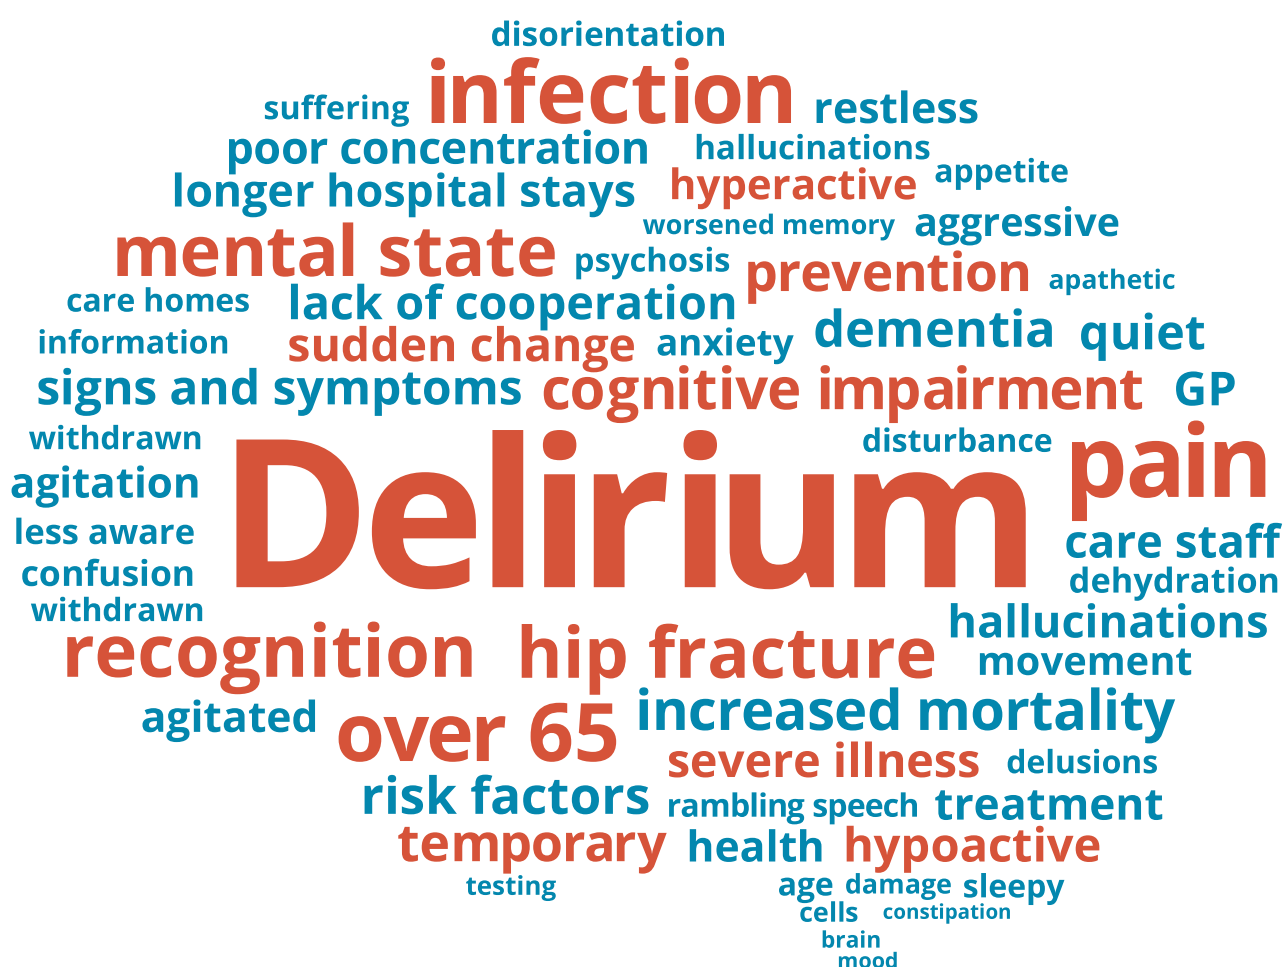 disorientation
infection
suffering
restless
poor concentration
hallucinations
appetite
longer hospital stays
hyperactive
worsened memory
aggressive
mental state
psychosis
prevention
apathetic
care homes
lack of cooperation
dementia
quiet
information
sudden change
anxiety
signs and symptoms
cognitive impairment
GP
withdrawn
disturbance
pain
agitation
Delirium
less aware
care staff
confusion
dehydration
withdrawn
hallucinations
recognition
hip fracture
movement
agitated
over 65
increased mortality
severe illness
delusions
risk factors
rambling speech
treatment
temporary
health
hypoactive
testing
age
damage
sleepy
cells
constipation
brain
mood